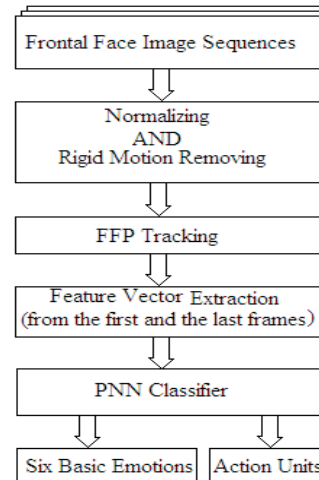 Frontal Face Image Sequences
Normalizing
AND
Rigid Motion Removing
FFP Tracking
Feature Vector Extraction
(from the first and the last frames)
PNN Classifier
Six Basic Emotions
Action Units